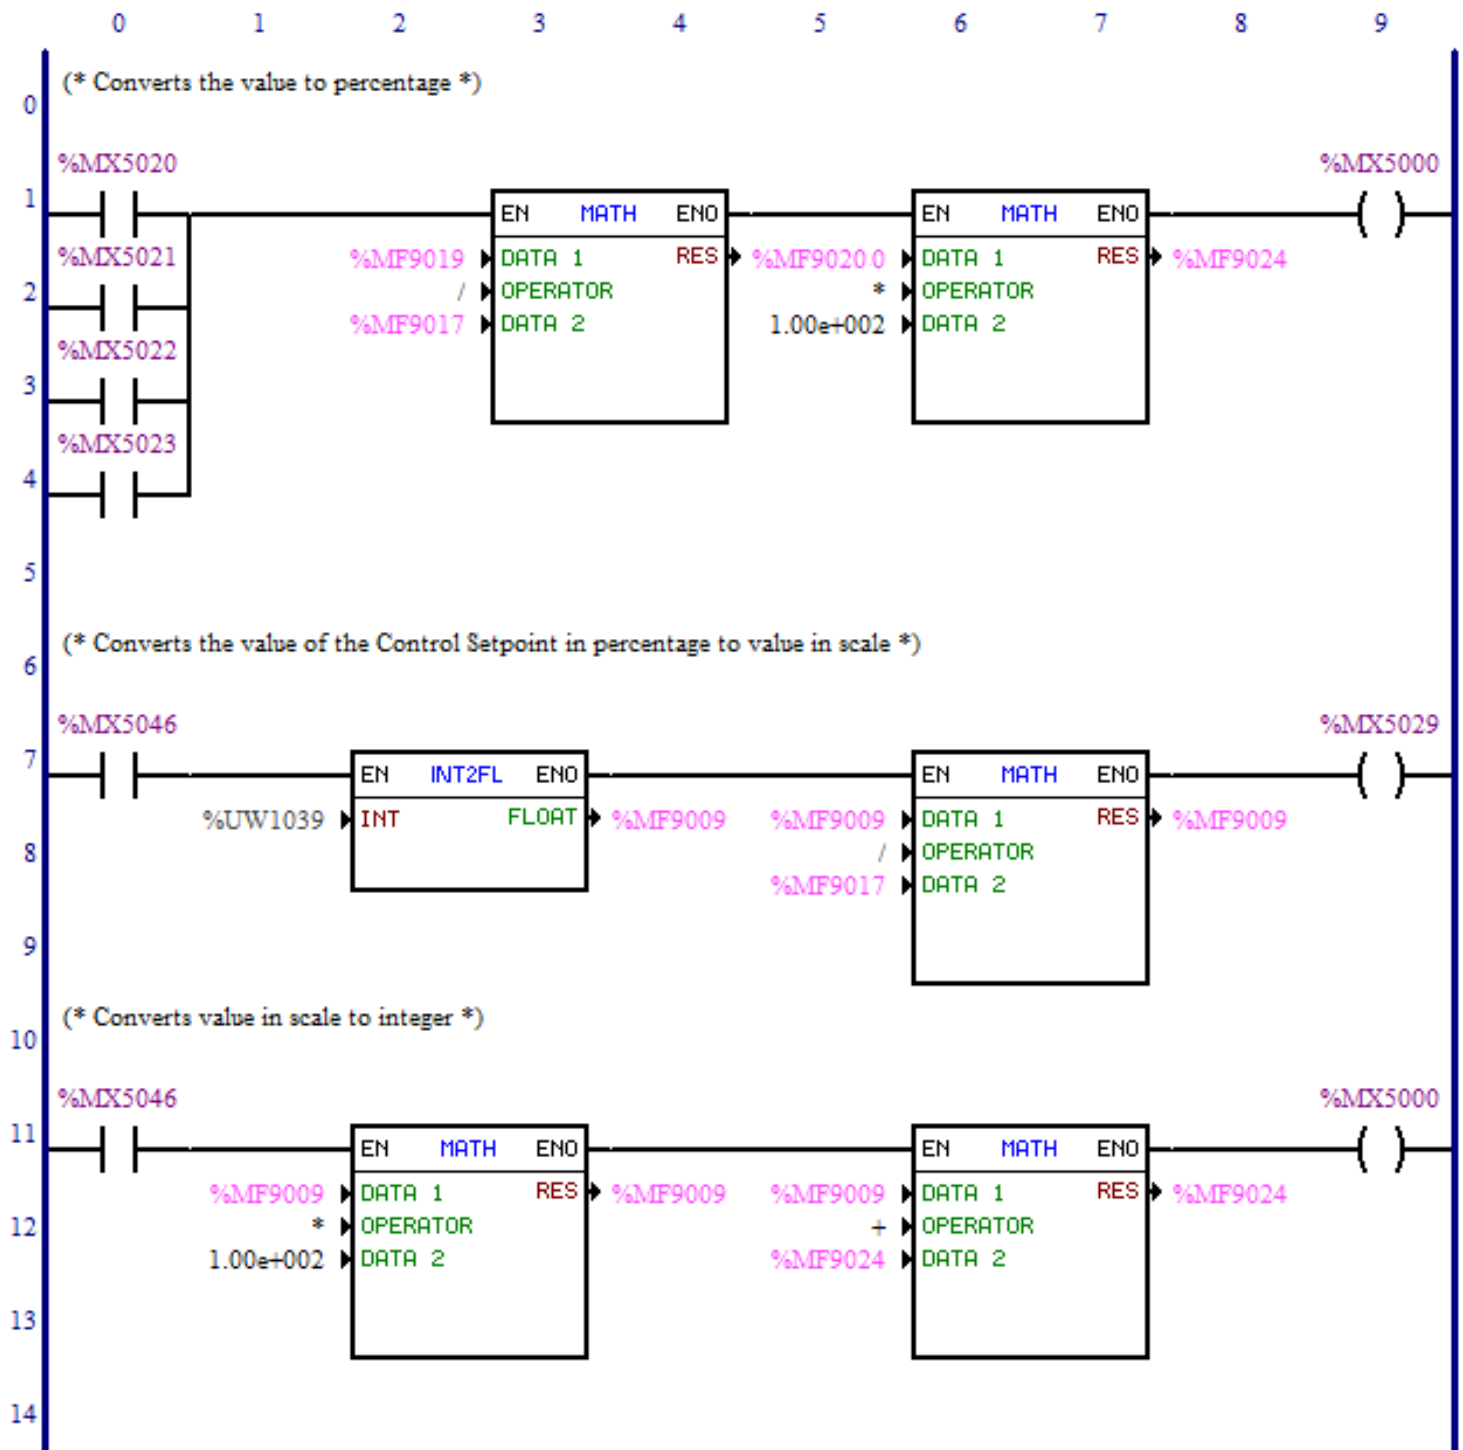 0 1 2 3 4 5 6 7 8 9
(* Converts the value to percentage *)
0
%MX5020 %MX5000
1 EN MATH ENO EN MATH ENO
%MX5021 %MF9019 DATA 1 RES %MF9020 0 DATA 1 RES %MF9024
2 / OPERATOR * OPERATOR
%MF9017 DATA 2 1.00e+002 DATA 2
%MX5022
3
%MX5023
4
5
(* Converts the value of the Control Setpoint in percentage to value in scale *)
6
%MX5046 %MX5029
7 EN INT2FL ENO EN MATH ENO
%UW1039 INT FLOAT %MF9009 %MF9009 DATA 1 RES %MF9009
8 / OPERATOR
%MF9017 DATA 2
9
(* Converts value in scale to integer *)
10
%MX5046 %MX5000
11 EN MATH ENO EN MATH ENO
%MF9009 DATA 1 RES %MF9009 %MF9009 DATA 1 RES %MF9024
12 * OPERATOR + OPERATOR
1.00e+002 DATA 2 %MF9024 DATA 2
13
14